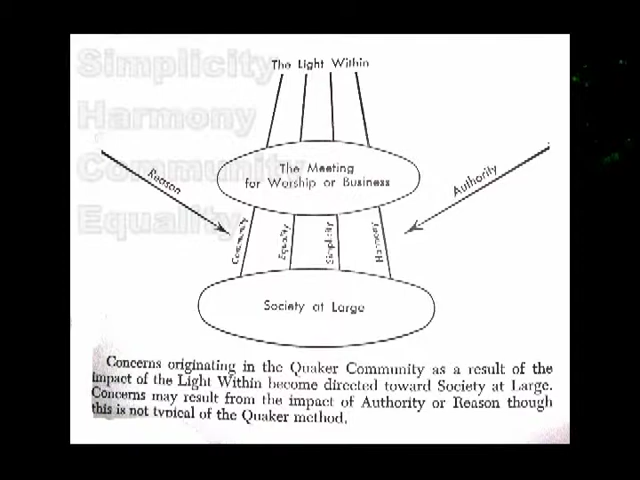 Simplicity
Harmony
Community
Equality
The Light Within
The Meeting
for Worship or Business
Reason
Authority
Community
Equality
Simplicity
Harmony
Society at Large
Concerns originating in the Quaker Community as a result of the
impact of the Light Within become directed toward Society at Large.
Concerns may result from the impact of Authority or Reason though
this is not typical of the Quaker method.